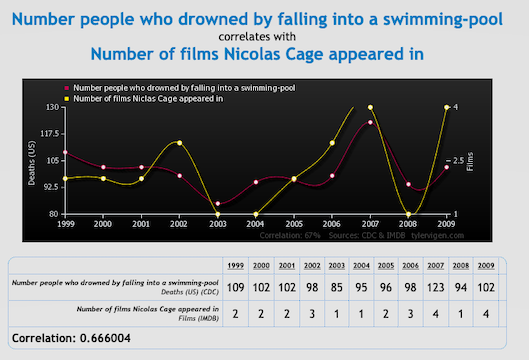 Number people who drowned by falling into a swimming-pool
correlates with
Number of films Nicolas Cage appeared in
Number people who drowned by falling into a swimming-pool
Number of films Niclas Cage appeared in
130
117.5
105
92.5
80
Deaths (US)
4
2.5
1
Films
1999 2000 2001 2002 2003 2004 2005 2006 2007 2008 2009
Correlation: 67% Sources: CDC & IMDB tylervigen.com
1999 2000 2001 2002 2003 2004 2005 2006 2007 2008 2009
Number people who drowned by falling into a swimming-pool
Deaths (US) (CDC)
109 102 102 98 85 95 96 98 123 94 102
Number of films Nicolas Cage appeared in
Films (IMDB)
2 2 2 3 1 1 2 3 4 1 4
Correlation: 0.666004